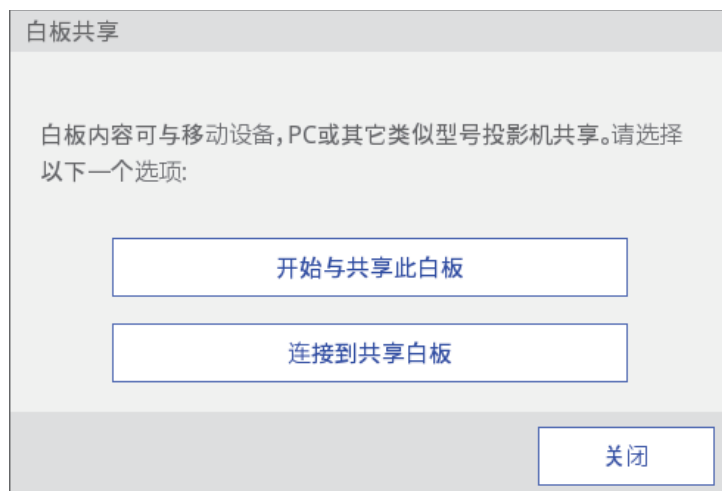 白板共享
白板内容可与移动设备,PC或其它类似型号投影机共享。请选择
以下一个选项:
开始与共享此白板
连接到共享白板
关闭